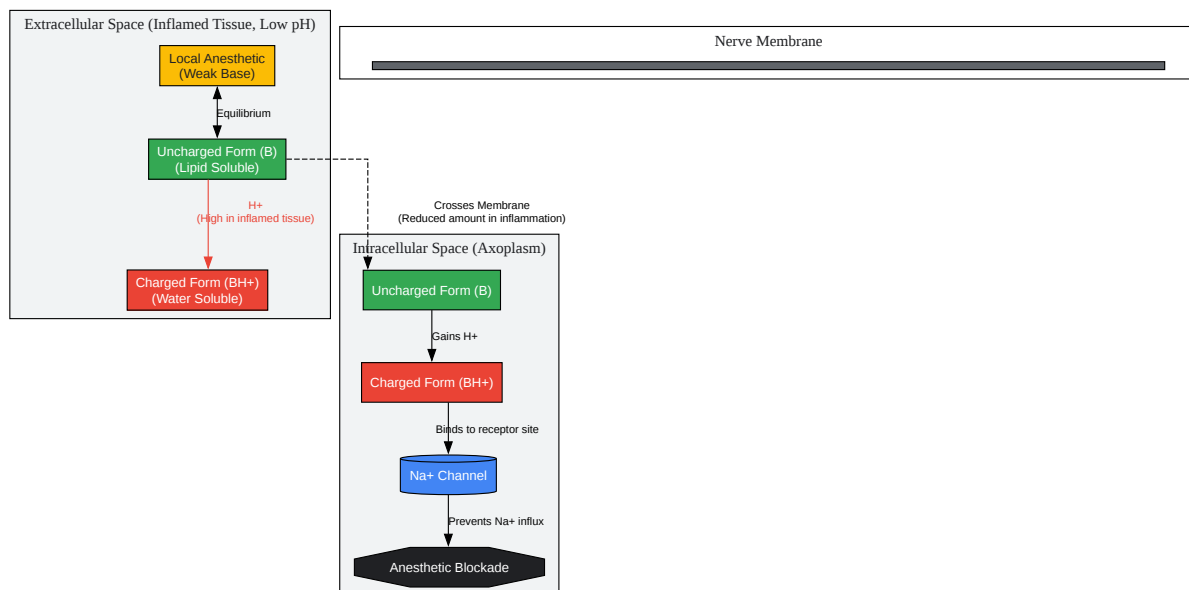 Extracellular Space (Inflamed Tissue, Low pH)
Local Anesthetic
(Weak Base)
Equilibrium
Uncharged Form (B)
(Lipid Soluble)
H+
(High in inflamed tissue)
Charged Form (BH+)
(Water Soluble)
Nerve Membrane
Crosses Membrane
(Reduced amount in inflammation)
Intracellular Space (Axoplasm)
Uncharged Form (B)
Gains H+
Charged Form (BH+)
Binds to receptor site
Na+ Channel
Prevents Na+ influx
Anesthetic Blockade